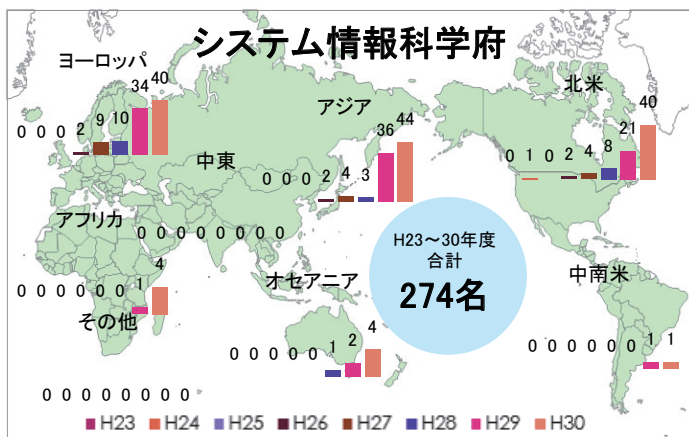 システム情報科学府
ヨーロッパ
0 0 0 2 9 10 34 40
アジア
0 0 0 2 4 3 36 44
北米
0 1 0 2 4 8 21 40
中東
0 0 0 0 0 0 0 0
アフリカ
0 0 0 0 0 0 1 4
オセアニア
0 0 0 0 0 1 2 4
H23～30年度
合計
274名
中南米
0 0 0 0 0 0 1 1
その他
0 0 0 0 0 0 0 0
H23 H24 H25 H26 H27 H28 H29 H30